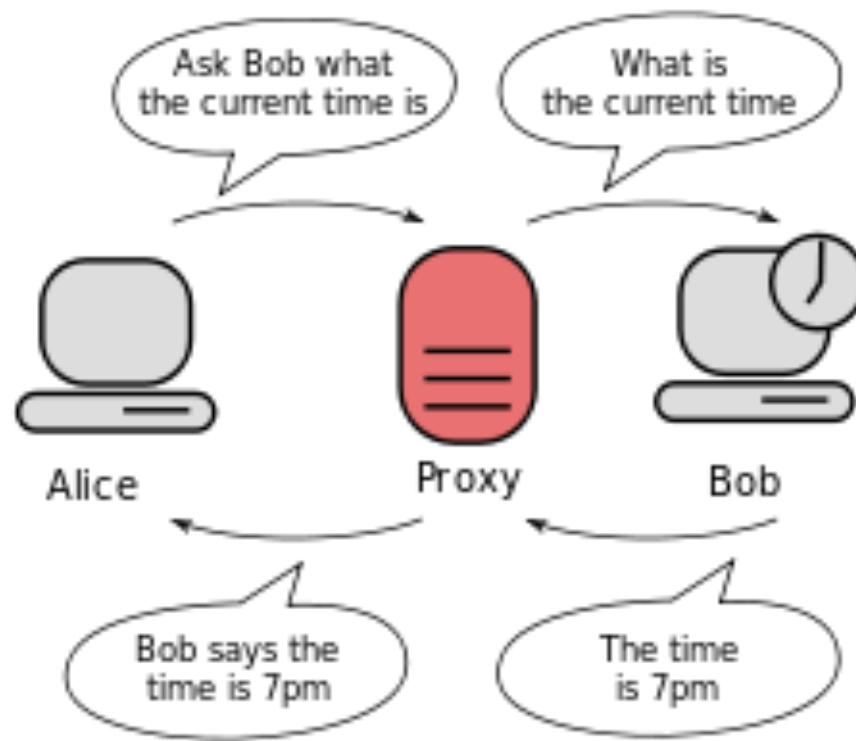 Ask Bob what
the current time is
What is
the current time
Alice
Proxy
Bob
Bob says the
time is 7pm
The time
is 7pm